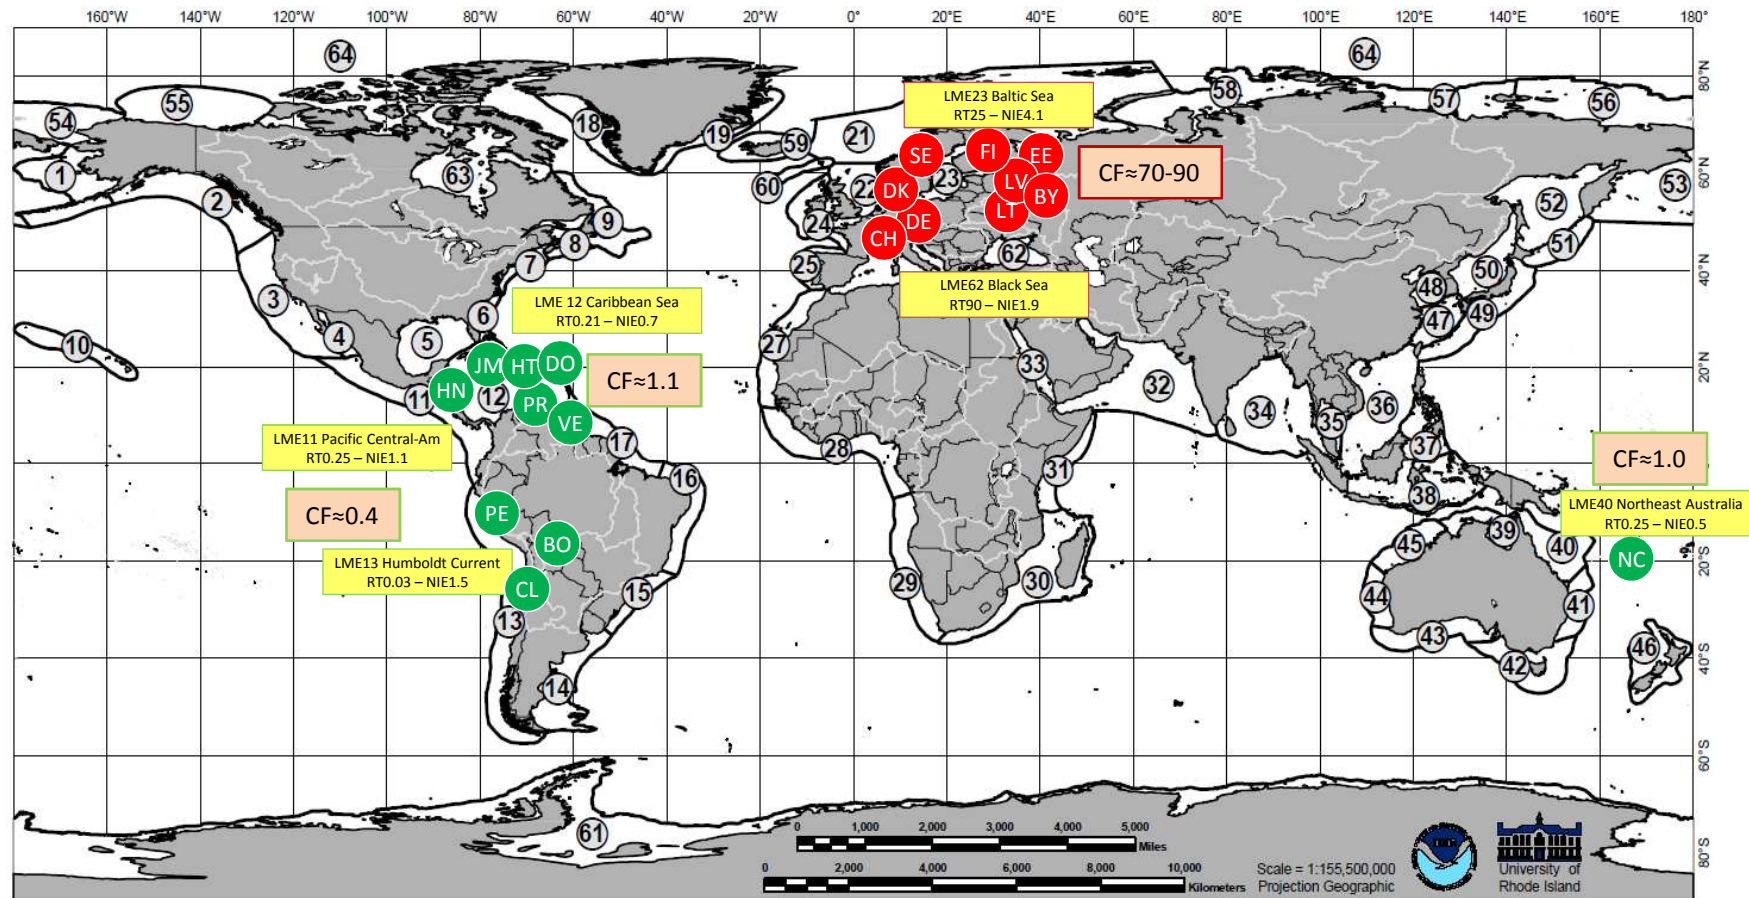 160°W 140°W 120°W 100°W 80°W 60°W 40°W 20°W 0° 20°E 40°E 60°E 80°E 100°E 120°E 140°E 160°E 180°
64
64
55
54
18
19
59
21
58
57
56
80°N
LME23 Baltic Sea
RT25 – NIE4.1
SE
FI
EE
CF≈70-90
1
2
63
60
22
23
DK
LV
BY
LT
DE
CH
53
52
60°N
9
8
7
24
25
62
51
50
48
47
49
40°N
LME62 Black Sea
RT90 – NIE1.9
LME 12 Caribbean Sea
RT0.21 – NIE0.7
3
4
5
6
10
27
33
32
34
35
36
37
20°N
JM
HT
DO
CF≈1.1
HN
11
12
PR
VE
LME11 Pacific Central-Am
RT0.25 – NIE1.1
17
16
28
31
38
CF≈1.0
0°
CF≈0.4
PE
BO
LME40 Northeast Australia
RT0.25 – NIE0.5
LME13 Humboldt Current
RT0.03 – NIE1.5
CL
13
15
29
30
45
39
40
NC
20°S
44
41
43
42
46
14
40°S
60°S
61
80°S
0 1,000 2,000 3,000 4,000 5,000
Miles
0 2,000 4,000 6,000 8,000 10,000
Kilometers
Scale = 1:155,500,000
Projection Geographic
University of
Rhode Island